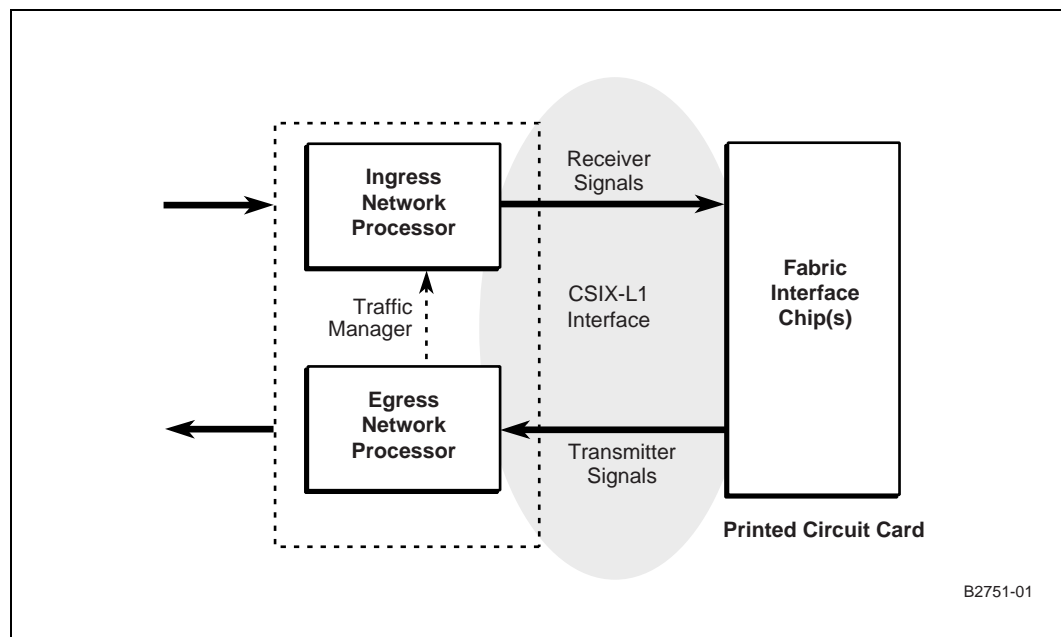 Ingress
Network
Processor
Receiver
Signals
Traffic
Manager
CSIX-L1
Interface
Fabric
Interface
Chip(s)
Egress
Network
Processor
Transmitter
Signals
Printed Circuit Card
B2751-01